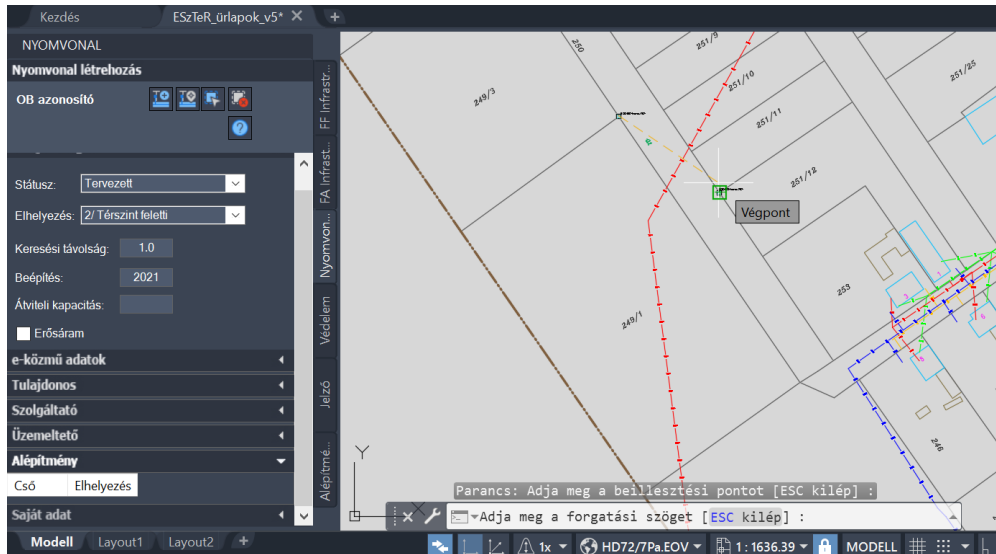 Kezdés
ESzTeR_ürlapok_v5*
NYOMVONAL
Nyomvonal létrehozás
OB azonosító
Státusz: Tervezett
Elhelyezés: 2/ Térszint feletti
Keresési távolság: 1.0
Beépítés: 2021
Átviteli kapacitás:
Erősáram
e-közmű adatok
Tulajdonos
Szolgáltató
Üzemeltető
Alépítmény
Cső Elhelyezés
Saját adat
FF Infrastr...
FA Infrast...
Nyomvon...
Védelem
Jelző
Alépítmé...
250
251/9
251/10
251/25
249/3
251/11
251/12
Végpont
253
249/1
246
Y
Parancs: Adja meg a beillesztési pontot [ESC kilép] :
Adja meg a forgatási szöget [ESC kilép] :
Modell Layout1 Layout2 +
1x HD72/7Pa.EOV 1:1636.39 MODELL